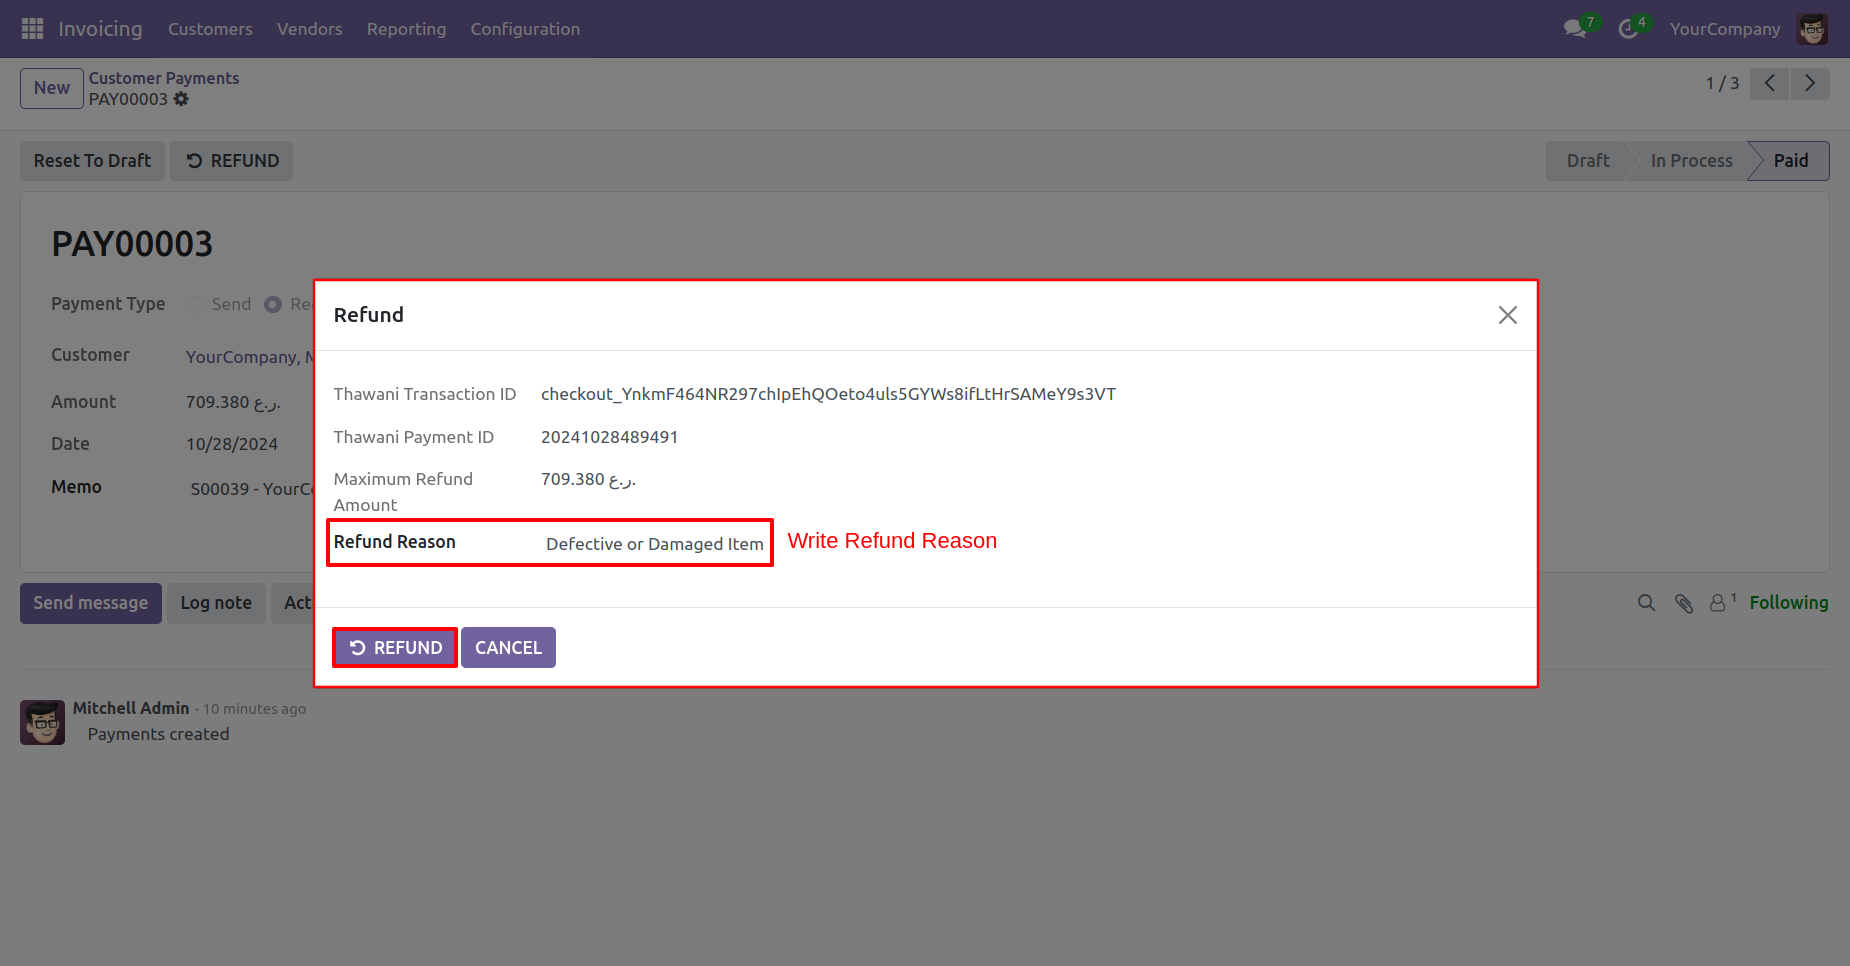 Invoicing Customers Vendors Reporting Configuration 7 4 YourCompany
New Customer Payments
PAY00003
1 / 3
Reset To Draft REFUND Draft In Process Paid
PAY00003
Payment Type Send
Customer YourCompany,
Amount 709.380 ر.ع.
Date 10/28/2024
Memo S00039 -
Refund
Thawani Transaction ID checkout_YnkmF464NR297chIpEhQOeto4uls5GYWs8ifLtHrSAMeY9s3VT
Thawani Payment ID 20241028489491
Maximum Refund
Amount
709.380 ر.ع.
Refund Reason Defective or Damaged Item Write Refund Reason
REFUND CANCEL
Send message Log note 1 Following
Mitchell Admin - 10 minutes ago
Payments created